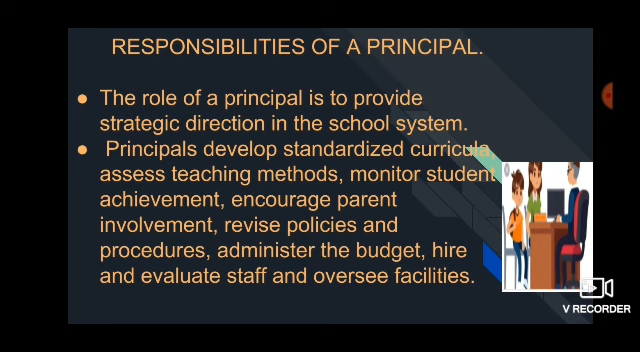 RESPONSIBILITIES OF A PRINCIPAL.
● The role of a principal is to provide
strategic direction in the school system.
● Principals develop standardized curricula,
assess teaching methods, monitor student
achievement, encourage parent
involvement, revise policies and
procedures, administer the budget, hire
and evaluate staff and oversee facilities.
V RECORDER